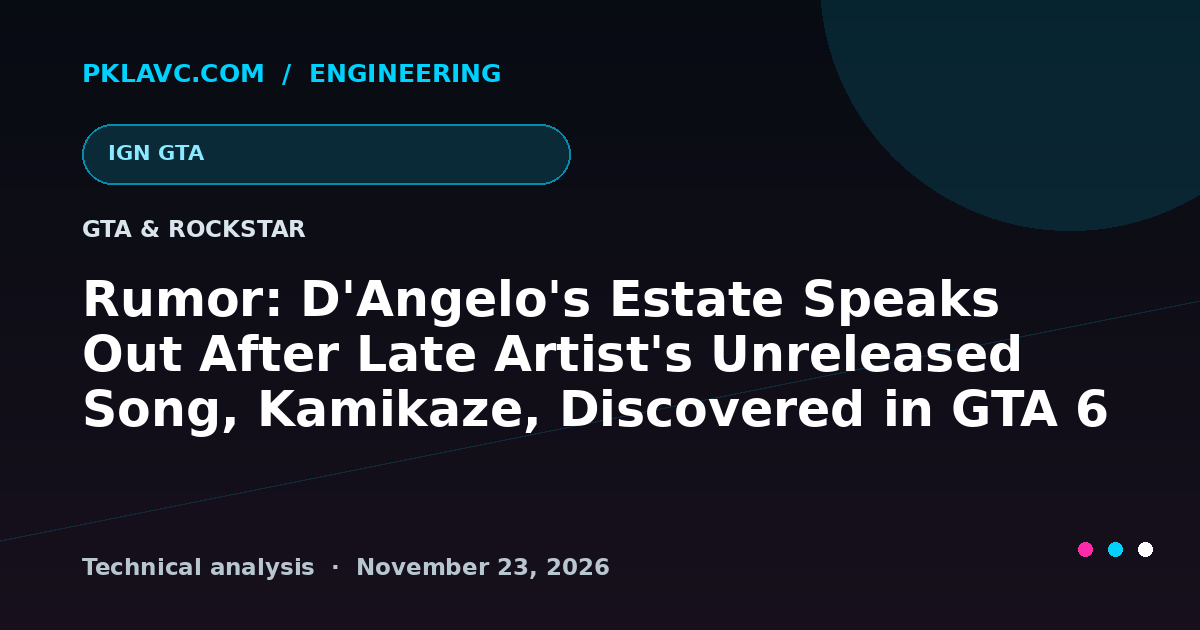 PKLAVC.COM / ENGINEERING
IGN GTA
GTA & ROCKSTAR
Rumor: D'Angelo's Estate Speaks
Out After Late Artist's Unreleased
Song, Kamikaze, Discovered in GTA 6
Technical analysis · November 23, 2026